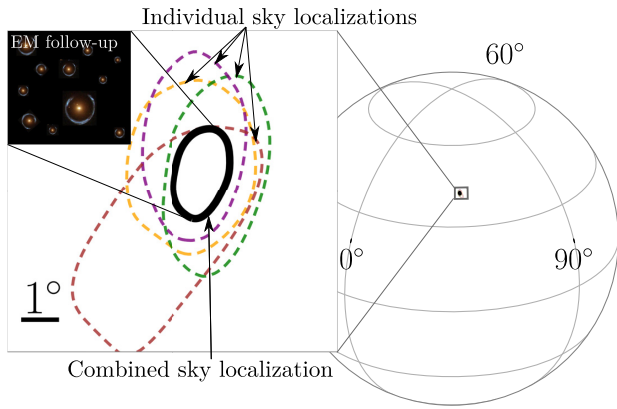 Individual sky localizations
EM follow-up
60°
0°
90°
1°
Combined sky localization